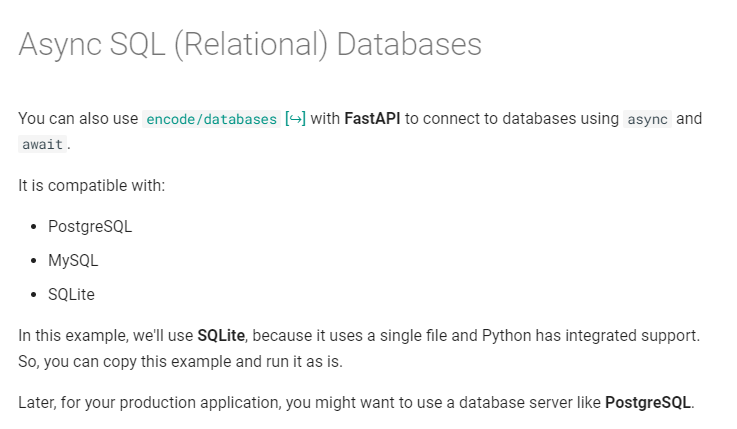 Async SQL (Relational) Databases
You can also use encode/databases [↪] with FastAPI to connect to databases using async and
await.
It is compatible with:
• PostgreSQL
• MySQL
• SQLite
In this example, we'll use SQLite, because it uses a single file and Python has integrated support.
So, you can copy this example and run it as is.
Later, for your production application, you might want to use a database server like PostgreSQL.